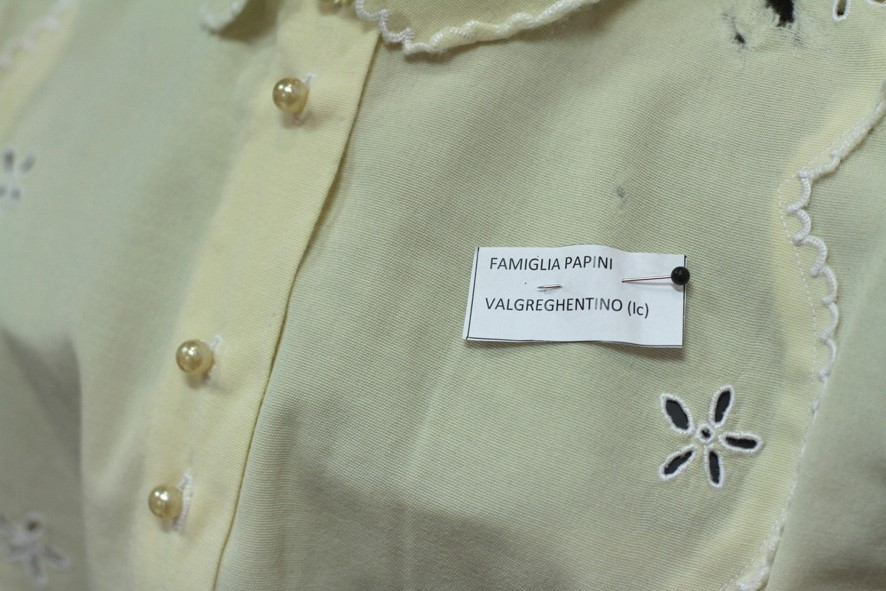 FAMIGLIA PAPINI
VALGREGHENTINO (lc)